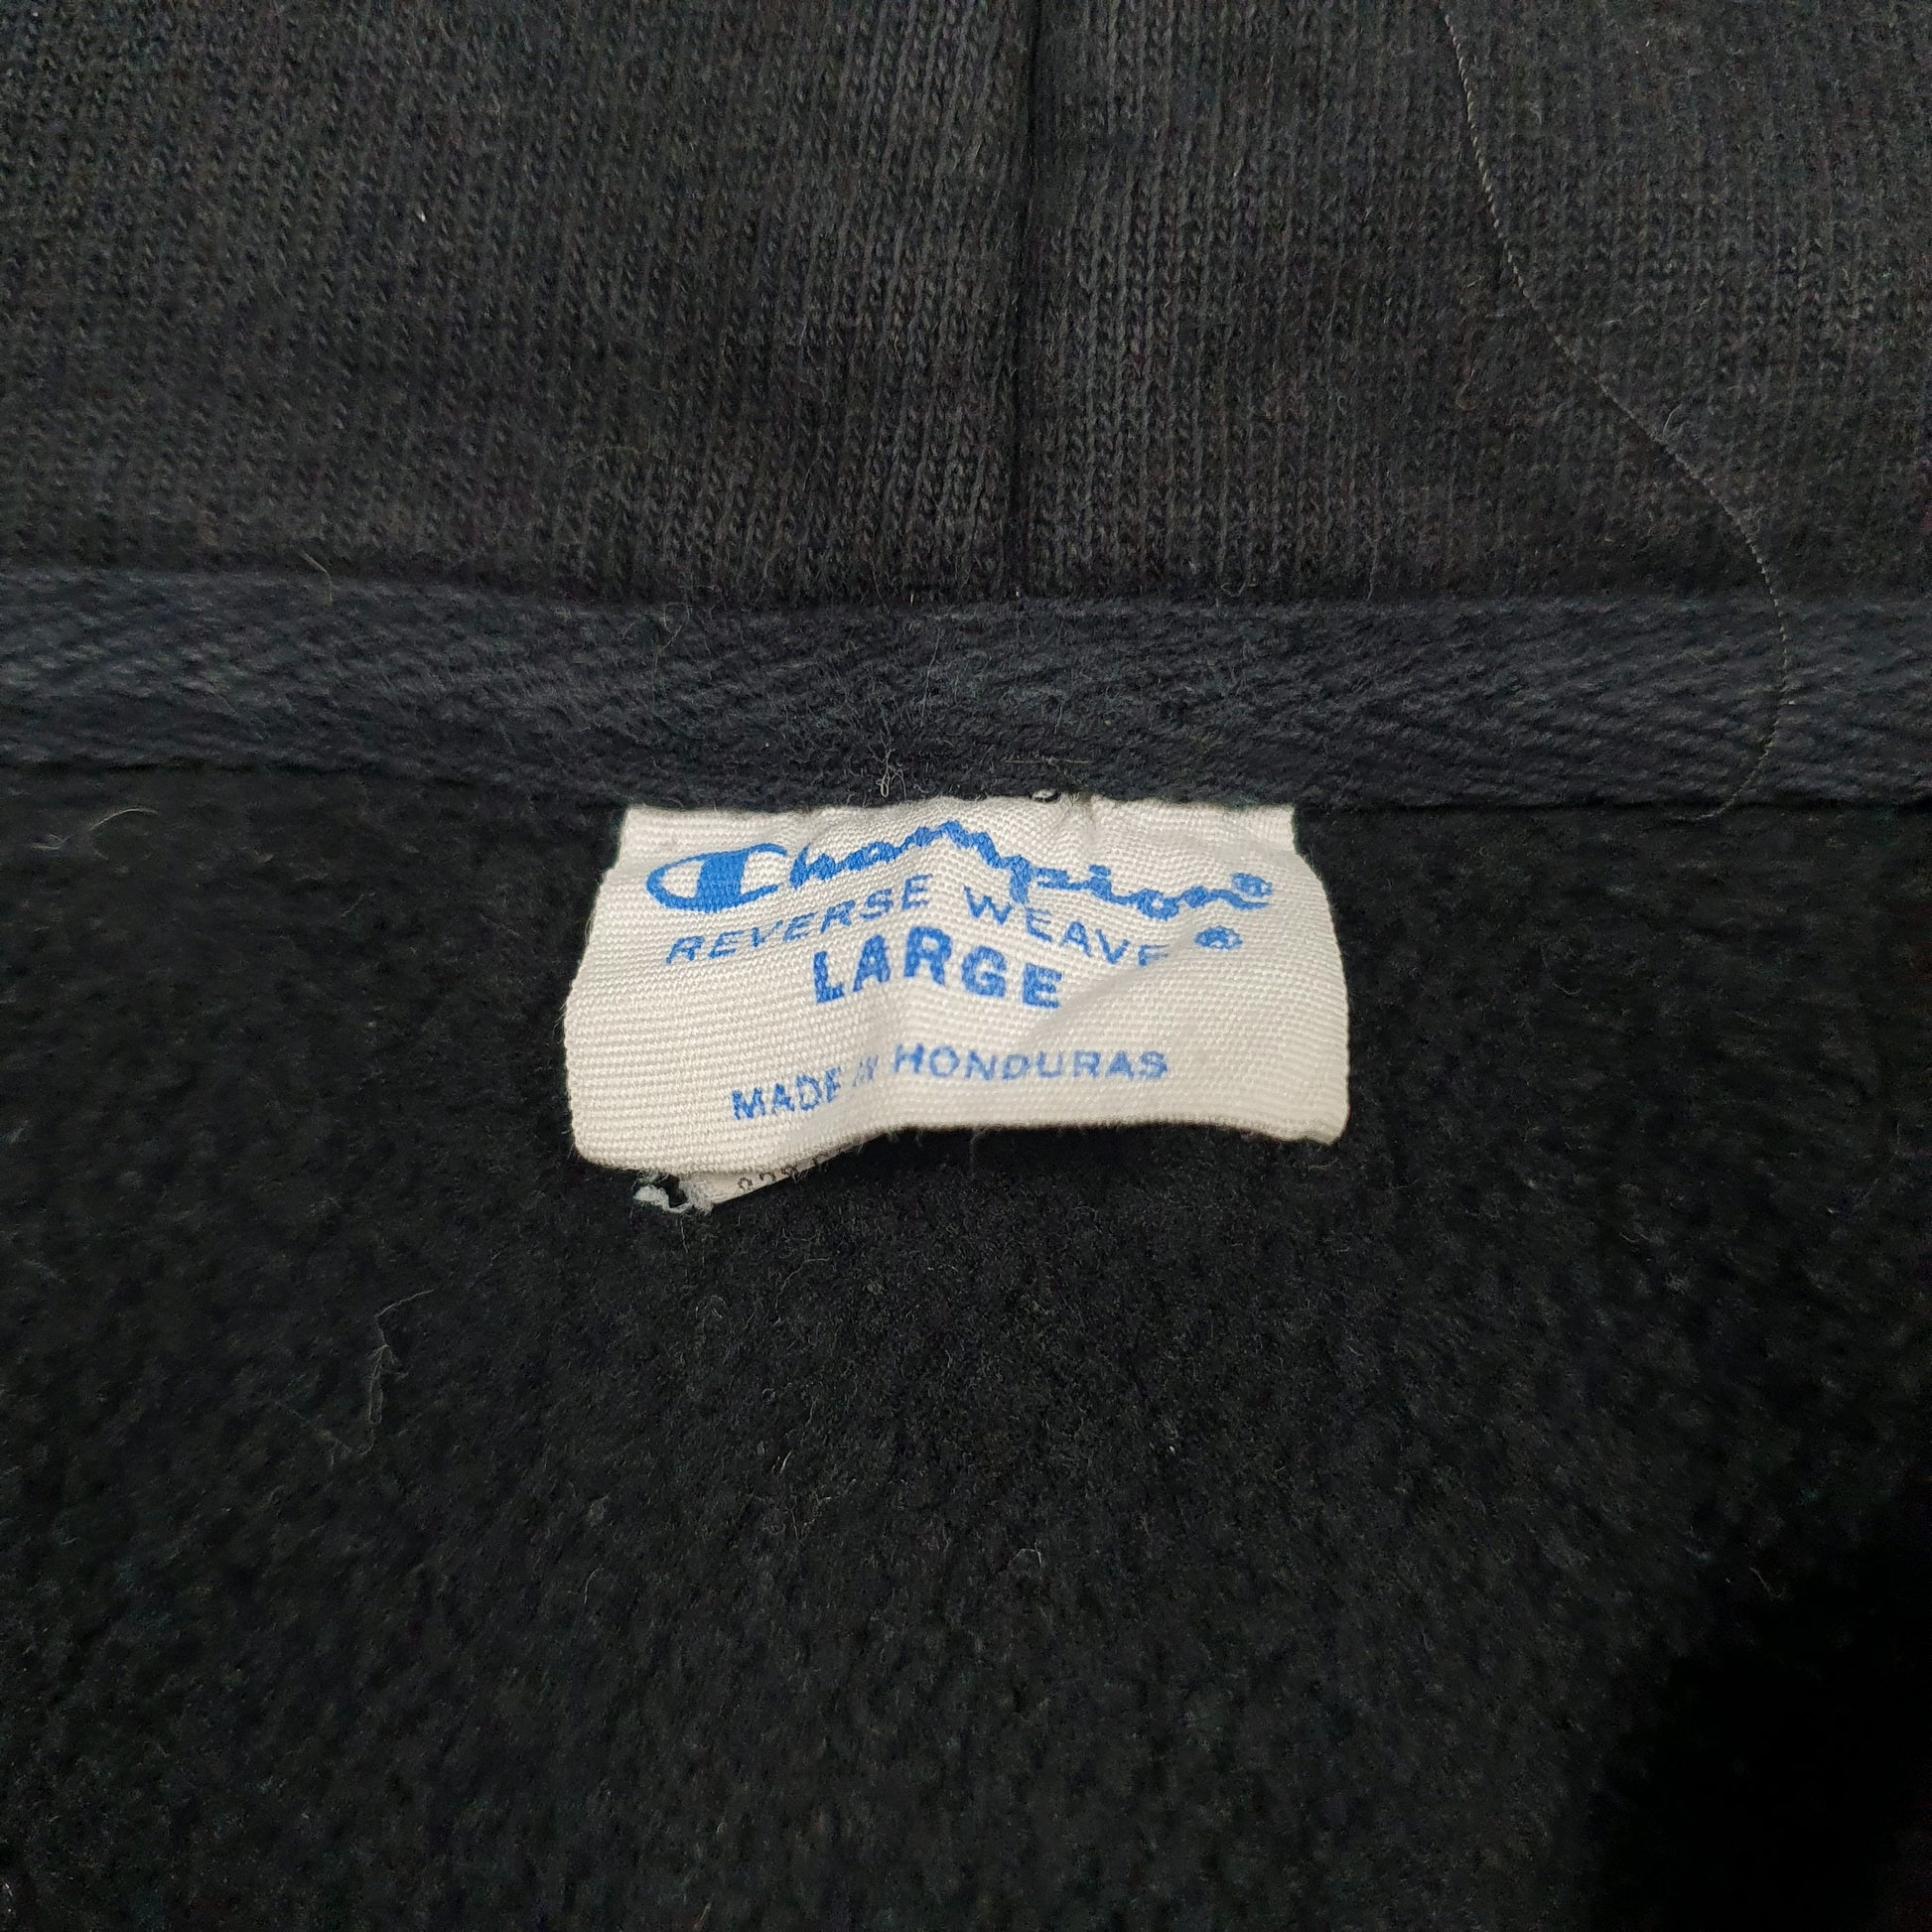 Champion®
REVERSE WEAVE®
LARGE
MADE IN HONDURAS